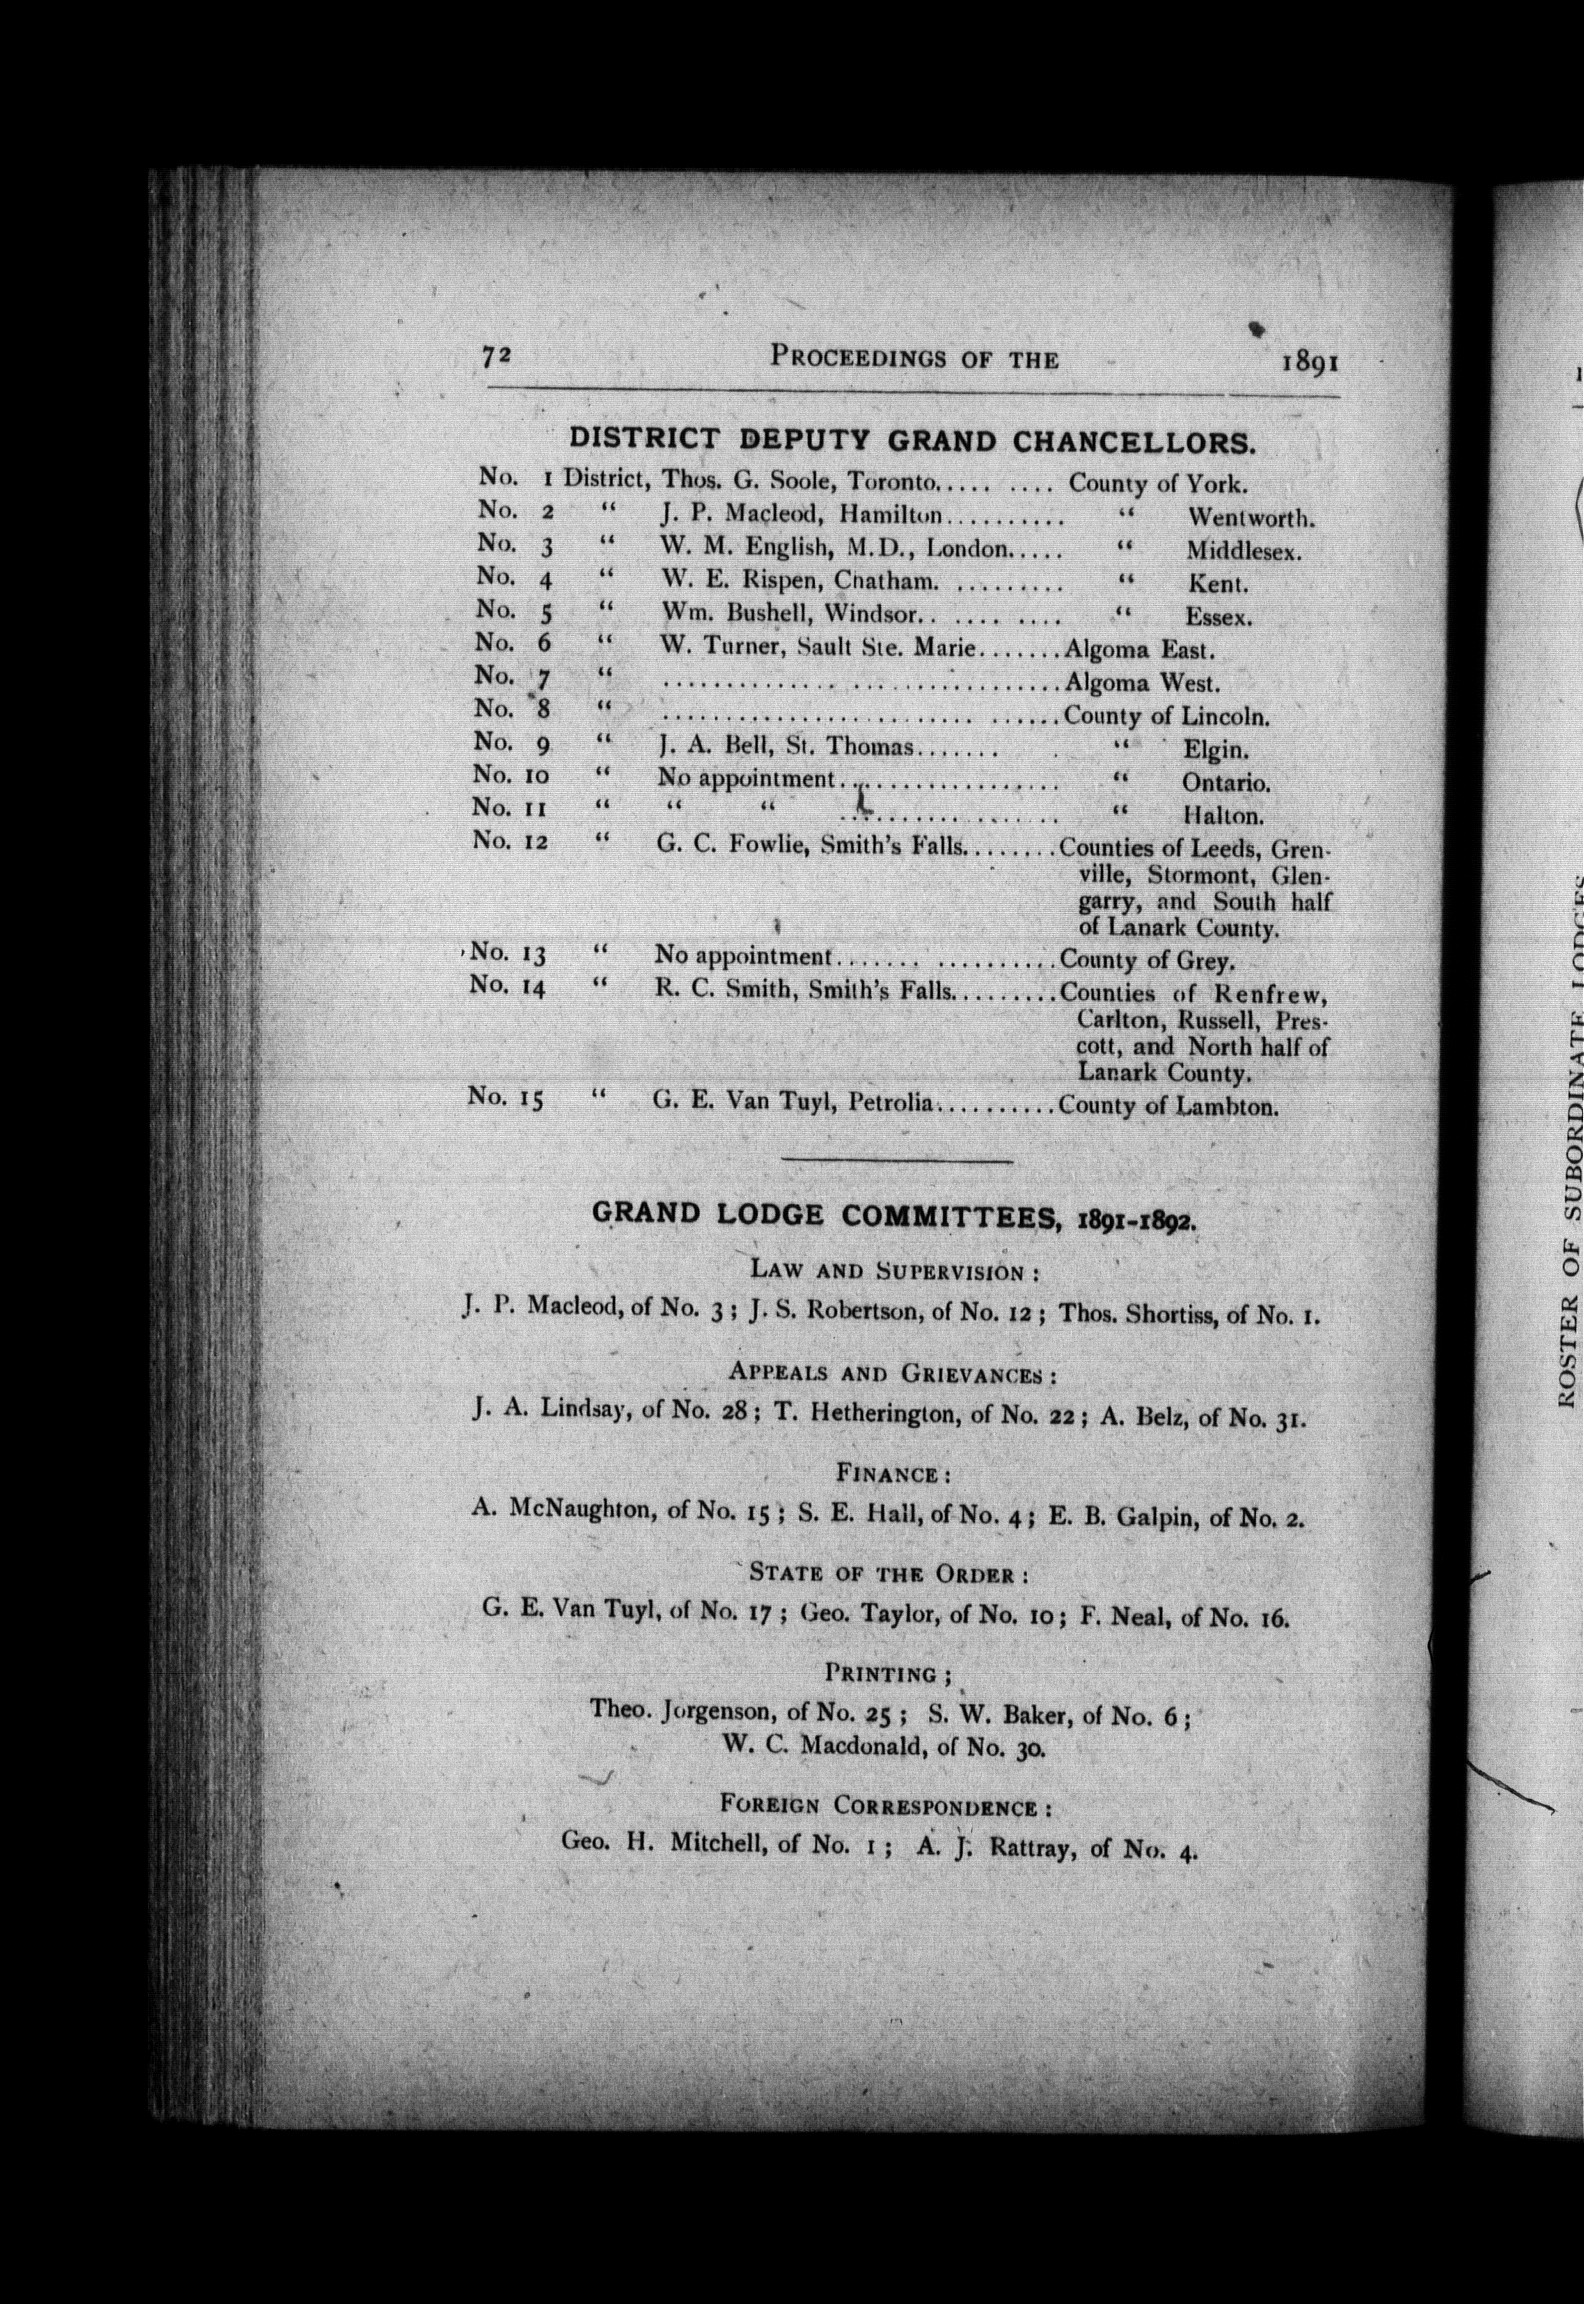 72 PROCEEDINGS OF THE 1891
DISTRICT DEPUTY GRAND CHANCELLORS.
No. 1 District, Thos. G. Soole, Toronto..... .... County of York.
No. 2 “ J. P. Macleod, Hamilton.......... “ Wentworth.
No. 3 “ W. M. English, M.D., London..... “ Middlesex.
No. 4 “ W. E. Rispen, Chatham. .......... “ Kent.
No. 5 “ Wm. Bushell, Windsor.. ..... .... “ Essex.
No. 6 “ W. Turner, Sault Ste. Marie.......Algoma East.
No. 7 “ ................................Algoma West.
No. 8 “ ................................County of Lincoln.
No. 9 “ J. A. Bell, St. Thomas....... “ Elgin.
No. 10 “ No appointment.................. “ Ontario.
No. 11 “ “ “ .................. “ Halton.
No. 12 “ G. C. Fowlie, Smith's Falls........Counties of Leeds, Gren-
ville, Stormont, Glen-
garry, and South half
of Lanark County.
No. 13 “ No appointment....... ..........County of Grey.
No. 14 “ R. C. Smith, Smith's Falls.........Counties of Renfrew,
Carlton, Russell, Pres-
cott, and North half of
Lanark County.
No. 15 “ G. E. Van Tuyl, Petrolia..........County of Lambton.
GRAND LODGE COMMITTEES, 1891-1892.
LAW AND SUPERVISION :
J. P. Macleod, of No. 3 ; J. S. Robertson, of No. 12 ; Thos. Shortiss, of No. 1.
APPEALS AND GRIEVANCES :
J. A. Lindsay, of No. 28 ; T. Hetherington, of No. 22 ; A. Belz, of No. 31.
FINANCE :
A. McNaughton, of No. 15 ; S. E. Hall, of No. 4 ; E. B. Galpin, of No. 2.
STATE OF THE ORDER :
G. E. Van Tuyl, of No. 17 ; Geo. Taylor, of No. 10 ; F. Neal, of No. 16.
PRINTING ;
Theo. Jorgenson, of No. 25 ; S. W. Baker, of No. 6 ;
W. C. Macdonald, of No. 30.
FOREIGN CORRESPONDENCE :
Geo. H. Mitchell, of No. 1 ; A. J. Rattray, of No. 4.
ROSTER OF SUBORDINATE LODGES